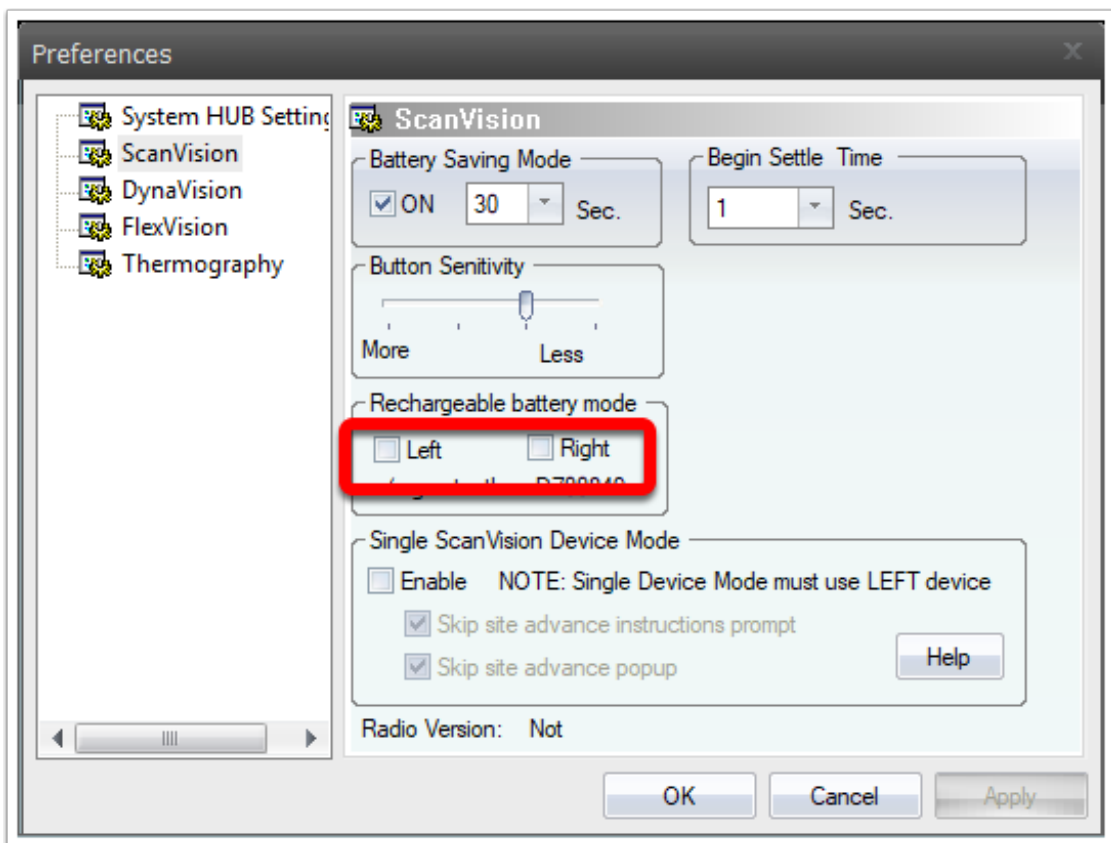 Preferences
System HUB Setting
ScanVision
DynaVision
FlexVision
Thermography
ScanVision
Battery Saving Mode
ON 30 Sec.
Begin Settle Time
1 Sec.
Button Senitivity
More Less
Rechargeable battery mode
Left Right
Single ScanVision Device Mode
Enable NOTE: Single Device Mode must use LEFT device
Skip site advance instructions prompt
Skip site advance popup
Help
Radio Version: Not
OK Cancel Apply